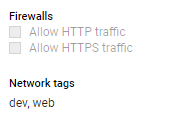 Firewalls
Allow HTTP traffic
Allow HTTPS traffic
Network tags
dev, web